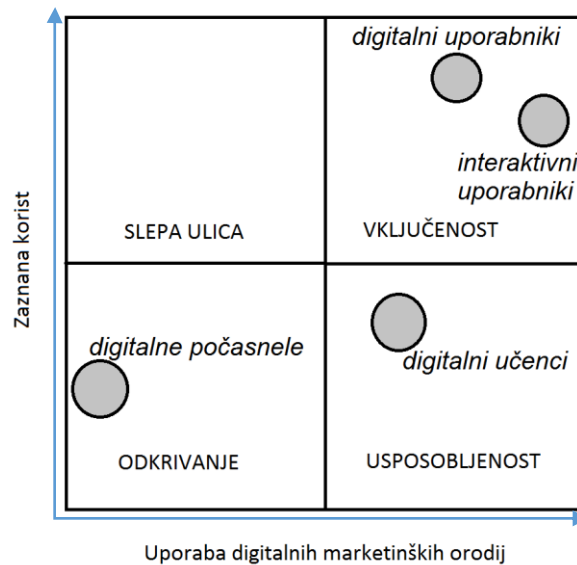 digitalni uporabniki
interaktivni
uporabniki
SLEPA ULICA
VKLJUČENOST
Zaznana korist
digitalne počasnele
digitalni učenci
ODKRIVANJE
USPOSOBLJENOST
Uporaba digitalnih marketinških orodij